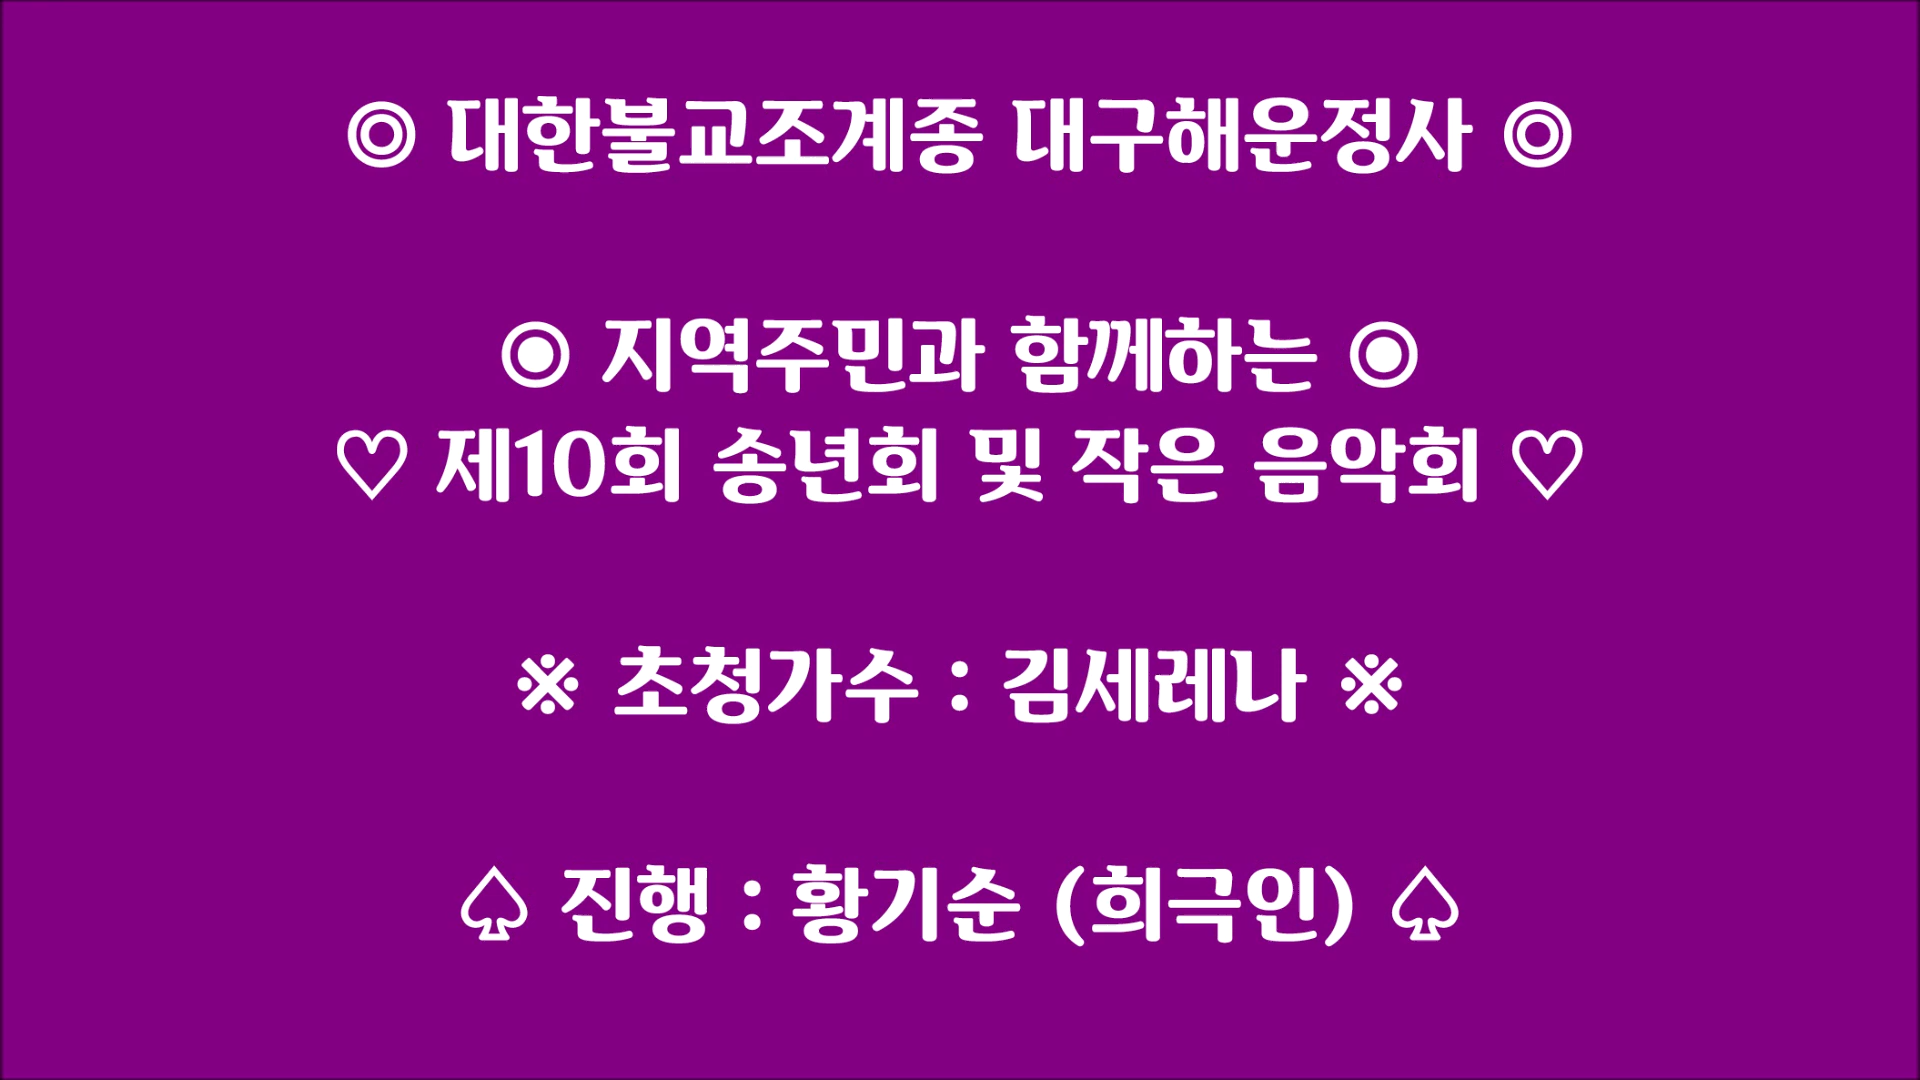 ◎ 대한불교조계종 대구해운정사 ◎
◉ 지역주민과 함께하는 ◉
♡ 제10회 송년회 및 작은 음악회 ♡
※ 초청가수 : 김세레나 ※
♤ 진행 : 황기순 (희극인) ♤